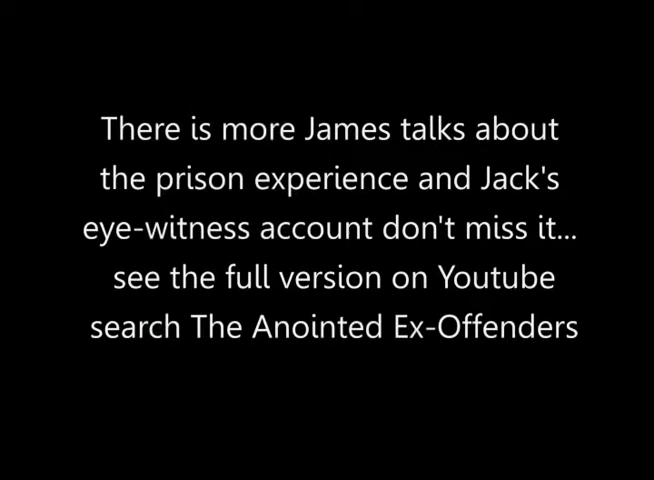 There is more James talks about
the prison experience and Jack's
eye-witness account don't miss it...
see the full version on Youtube
search The Anointed Ex-Offenders